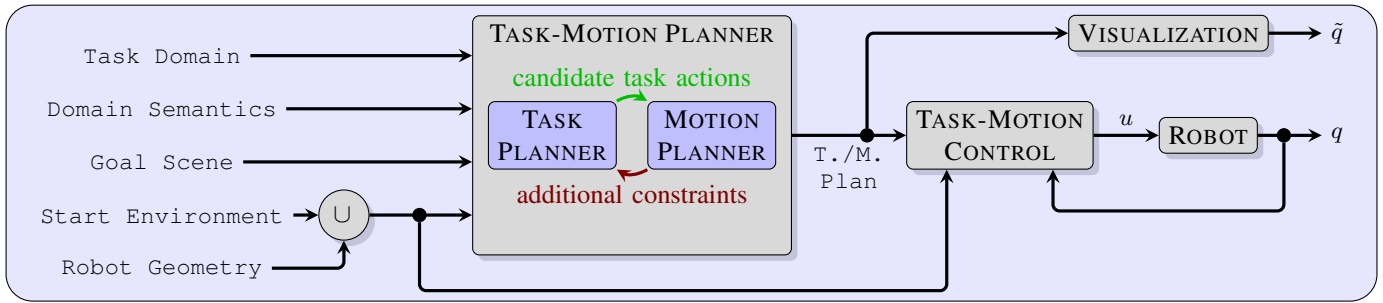 Task Domain
Domain Semantics
Goal Scene
Start Environment
Robot Geometry
∪
TASK-MOTION PLANNER
candidate task actions
TASK
PLANNER
MOTION
PLANNER
additional constraints
T./M.
Plan
VISUALIZATION
q̃
TASK-MOTION
CONTROL
u
ROBOT
q